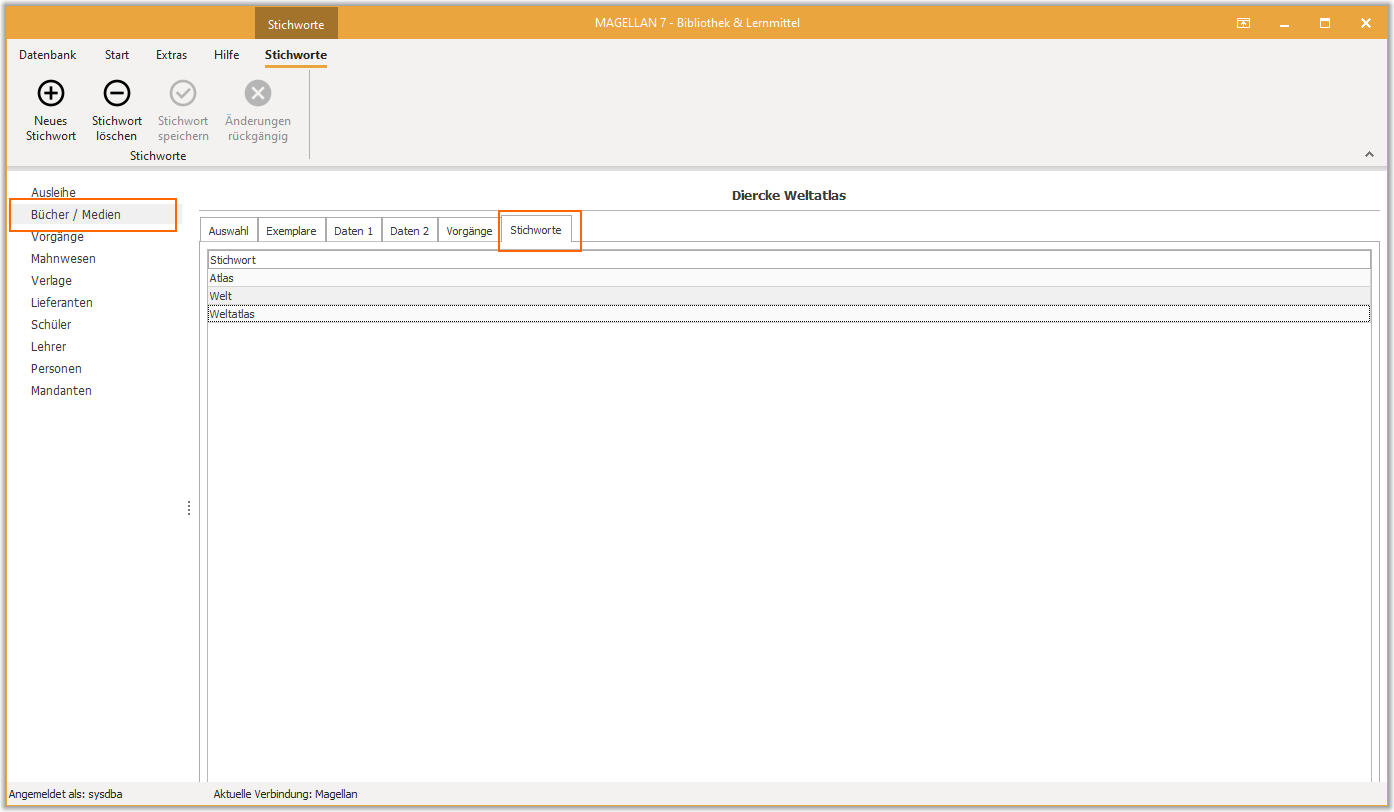 Stichworte
MAGELLAN 7 - Bibliothek & Lernmittel
Datenbank Start Extras Hilfe Stichworte
Neues Stichwort Stichwort Änderungen
Stichwort löschen speichern rückgängig
Stichworte
Ausleihe
Bücher / Medien
Vorgänge
Mahnwesen
Verlage
Lieferanten
Schüler
Lehrer
Personen
Mandanten
Diercke Weltatlas
Auswahl Exemplare Daten 1 Daten 2 Vorgänge Stichworte
Stichwort
Atlas
Welt
Weltatlas
Angemeldet als: sysdba Aktuelle Verbindung: Magellan